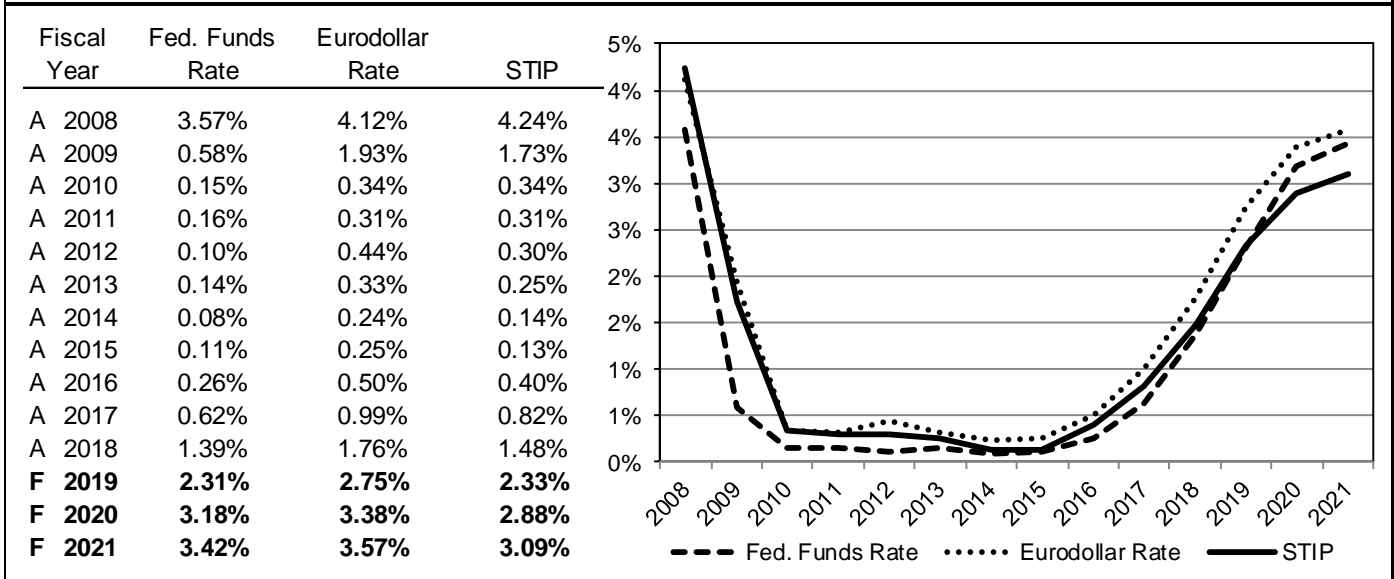 Fiscal Fed. Funds Eurodollar
Year Rate Rate STIP
A 2008 3.57% 4.12% 4.24%
A 2009 0.58% 1.93% 1.73%
A 2010 0.15% 0.34% 0.34%
A 2011 0.16% 0.31% 0.31%
A 2012 0.10% 0.44% 0.30%
A 2013 0.14% 0.33% 0.25%
A 2014 0.08% 0.24% 0.14%
A 2015 0.11% 0.25% 0.13%
A 2016 0.26% 0.50% 0.40%
A 2017 0.62% 0.99% 0.82%
A 2018 1.39% 1.76% 1.48%
F 2019 2.31% 2.75% 2.33%
F 2020 3.18% 3.38% 2.88%
F 2021 3.42% 3.57% 3.09%
5%
4%
4%
3%
3%
2%
2%
1%
1%
0%
2008 2009 2010 2011 2012 2013 2014 2015 2016 2017 2018 2019 2020 2021
Fed. Funds Rate Eurodollar Rate STIP